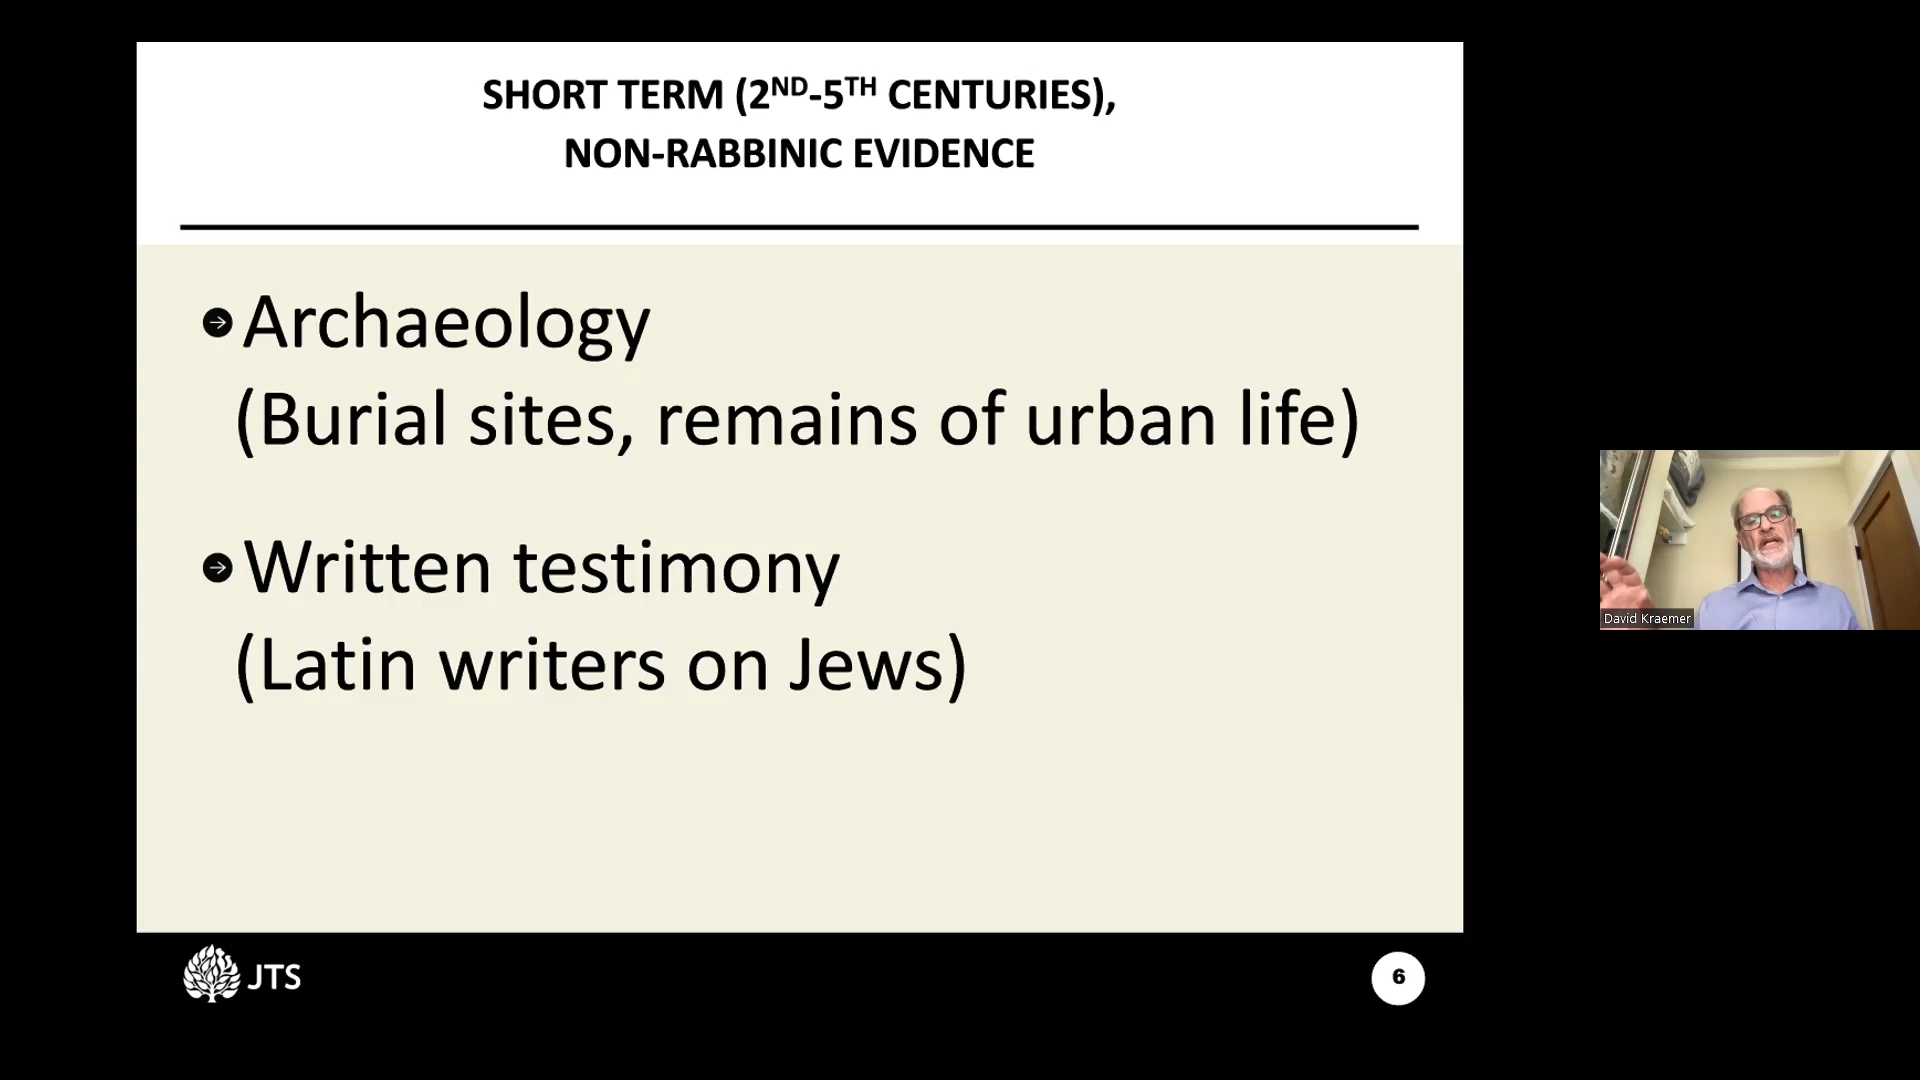 SHORT TERM (2ND-5TH CENTURIES),
NON-RABBINIC EVIDENCE
Archaeology
(Burial sites, remains of urban life)
Written testimony
(Latin writers on Jews)
David Kraemer
JTS
6